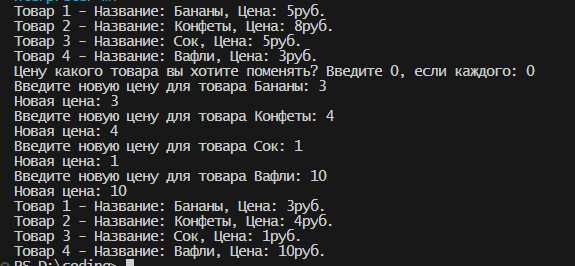 Товар 1 - Название: Бананы, Цена: 5руб.
Товар 2 - Название: Конфеты, Цена: 8руб.
Товар 3 - Название: Сок, Цена: 5руб.
Товар 4 - Название: Вафли, Цена: 3руб.
Цену какого товара вы хотите поменять? Введите 0, если каждого: 0
Введите новую цену для товара Бананы: 3
Новая цена: 3
Введите новую цену для товара Конфеты: 4
Новая цена: 4
Введите новую цену для товара Сок: 1
Новая цена: 1
Введите новую цену для товара Вафли: 10
Новая цена: 10
Товар 1 - Название: Бананы, Цена: 3руб.
Товар 2 - Название: Конфеты, Цена: 4руб.
Товар 3 - Название: Сок, Цена: 1руб.
Товар 4 - Название: Вафли, Цена: 10руб.
PS D:\coding>